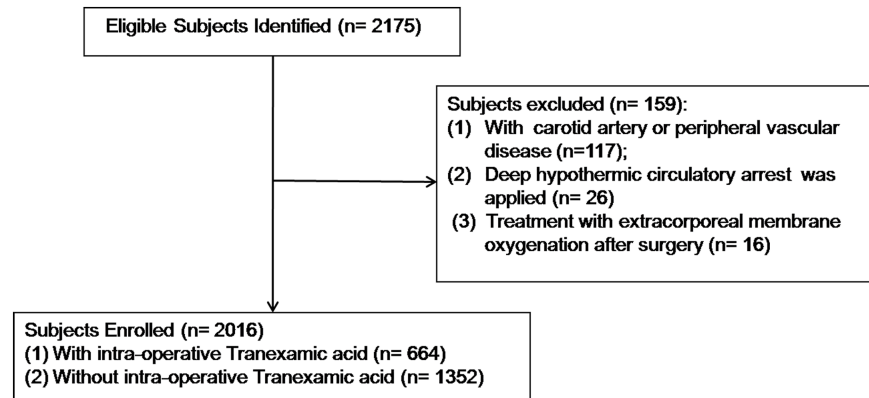 Eligible Subjects Identified (n= 2175)
Subjects excluded (n= 159):
(1) With carotid artery or peripheral vascular
disease (n=117);
(2) Deep hypothermic circulatory arrest was
applied (n= 26)
(3) Treatment with extracorporeal membrane
oxygenation after surgery (n= 16)
Subjects Enrolled (n= 2016)
(1) With intra-operative Tranexamic acid (n= 664)
(2) Without intra-operative Tranexamic acid (n= 1352)